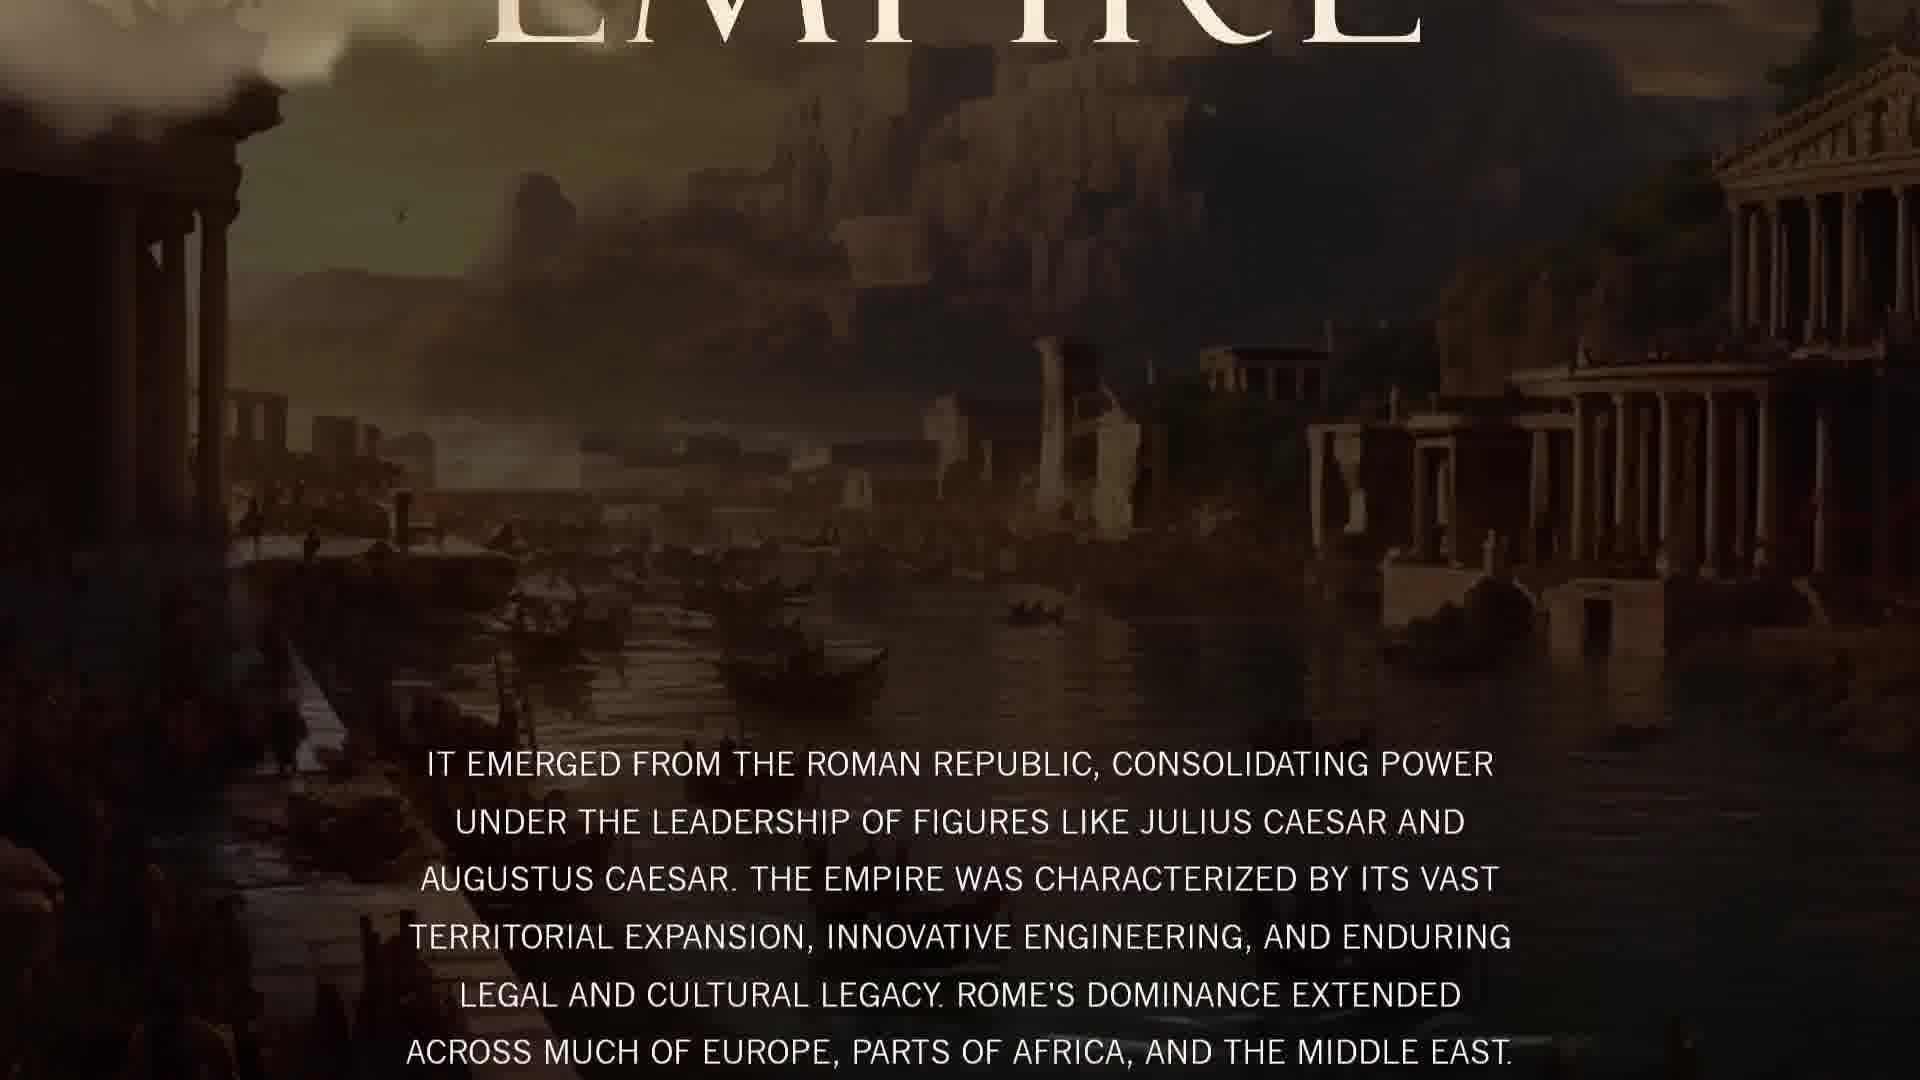 EMPIRE
IT EMERGED FROM THE ROMAN REPUBLIC, CONSOLIDATING POWER
UNDER THE LEADERSHIP OF FIGURES LIKE JULIUS CAESAR AND
AUGUSTUS CAESAR. THE EMPIRE WAS CHARACTERIZED BY ITS VAST
TERRITORIAL EXPANSION, INNOVATIVE ENGINEERING, AND ENDURING
LEGAL AND CULTURAL LEGACY. ROME'S DOMINANCE EXTENDED
ACROSS MUCH OF EUROPE, PARTS OF AFRICA, AND THE MIDDLE EAST.